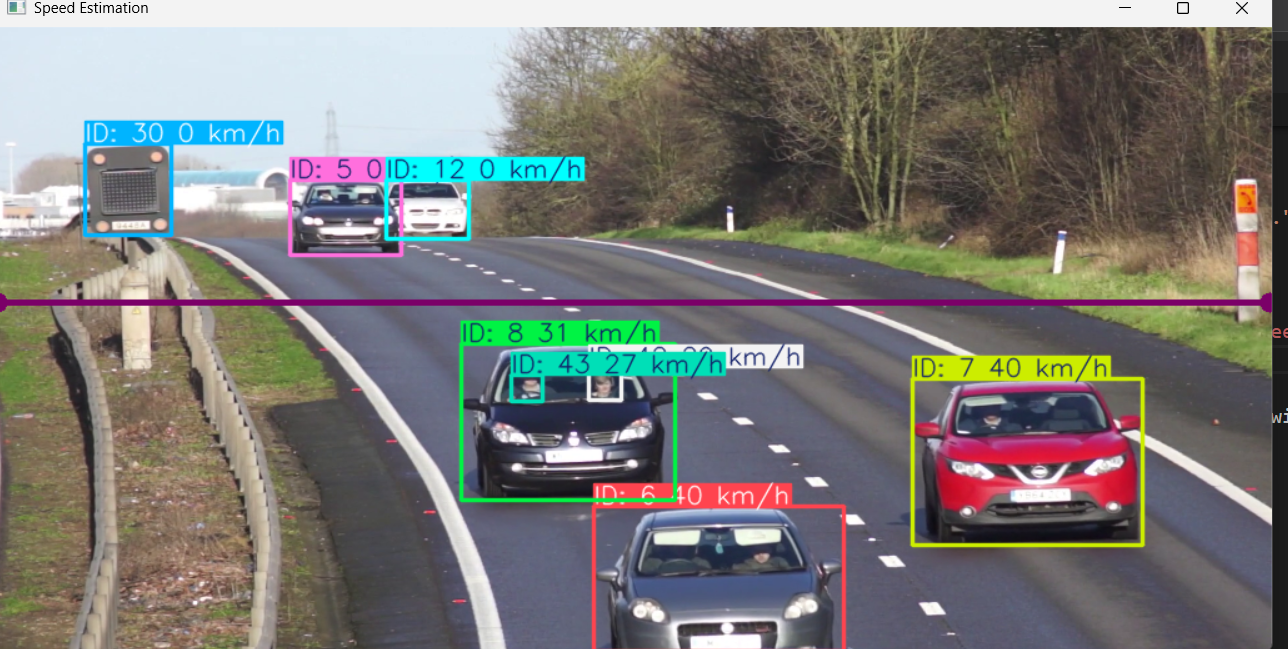 Speed Estimation
ID: 30 0 km/h
ID: 5 0
ID: 12 0 km/h
ID: 8 31 km/h
km/h
ID: 43 27 km/h
ID: 7 40 km/h
ID: 6 40 km/h